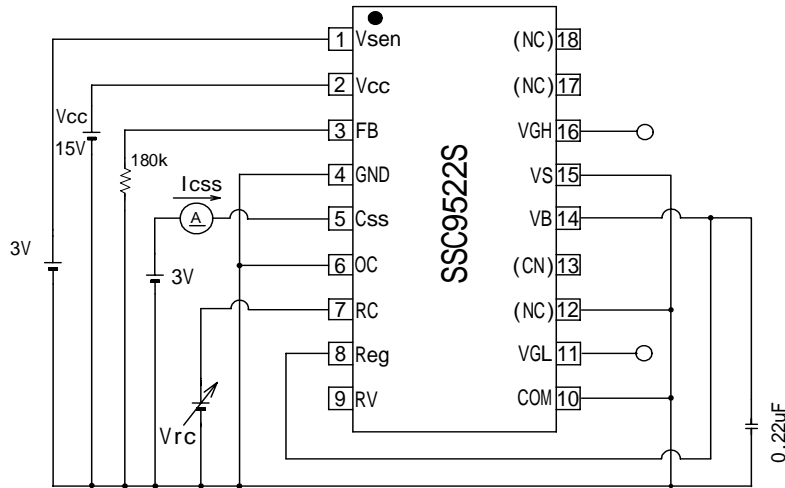 1 Vsen
2 Vcc
3 FB
4 GND
5 Css
6 OC
7 RC
8 Reg
9 RV
SSC9522S
(NC) 18
(NC) 17
VGH 16
VS 15
VB 14
(CN) 13
(NC) 12
VGL 11
COM 10
Vcc
15V
180k
Icss
A
3V
3V
Vrc
0.22uF